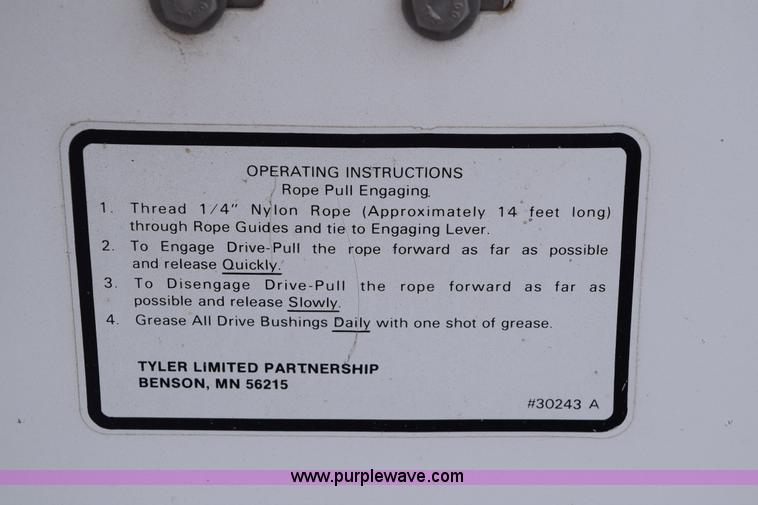 OPERATING INSTRUCTIONS
Rope Pull Engaging.
1. Thread 1/4" Nylon Rope (Approximately 14 feet long)
through Rope Guides and tie to Engaging Lever.
2. To Engage Drive-Pull the rope forward as far as possible
and release Quickly.
3. To Disengage Drive-Pull the rope forward as far as
possible and release Slowly.
4. Grease All Drive Bushings Daily with one shot of grease.
TYLER LIMITED PARTNERSHIP
BENSON, MN 56215
#30243 A
www.purplewave.com